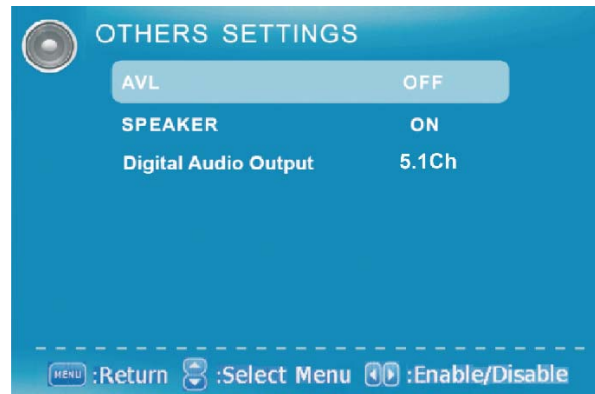 OTHERS SETTINGS
AVL OFF
SPEAKER ON
Digital Audio Output 5.1Ch
MENU :Return :Select Menu :Enable/Disable